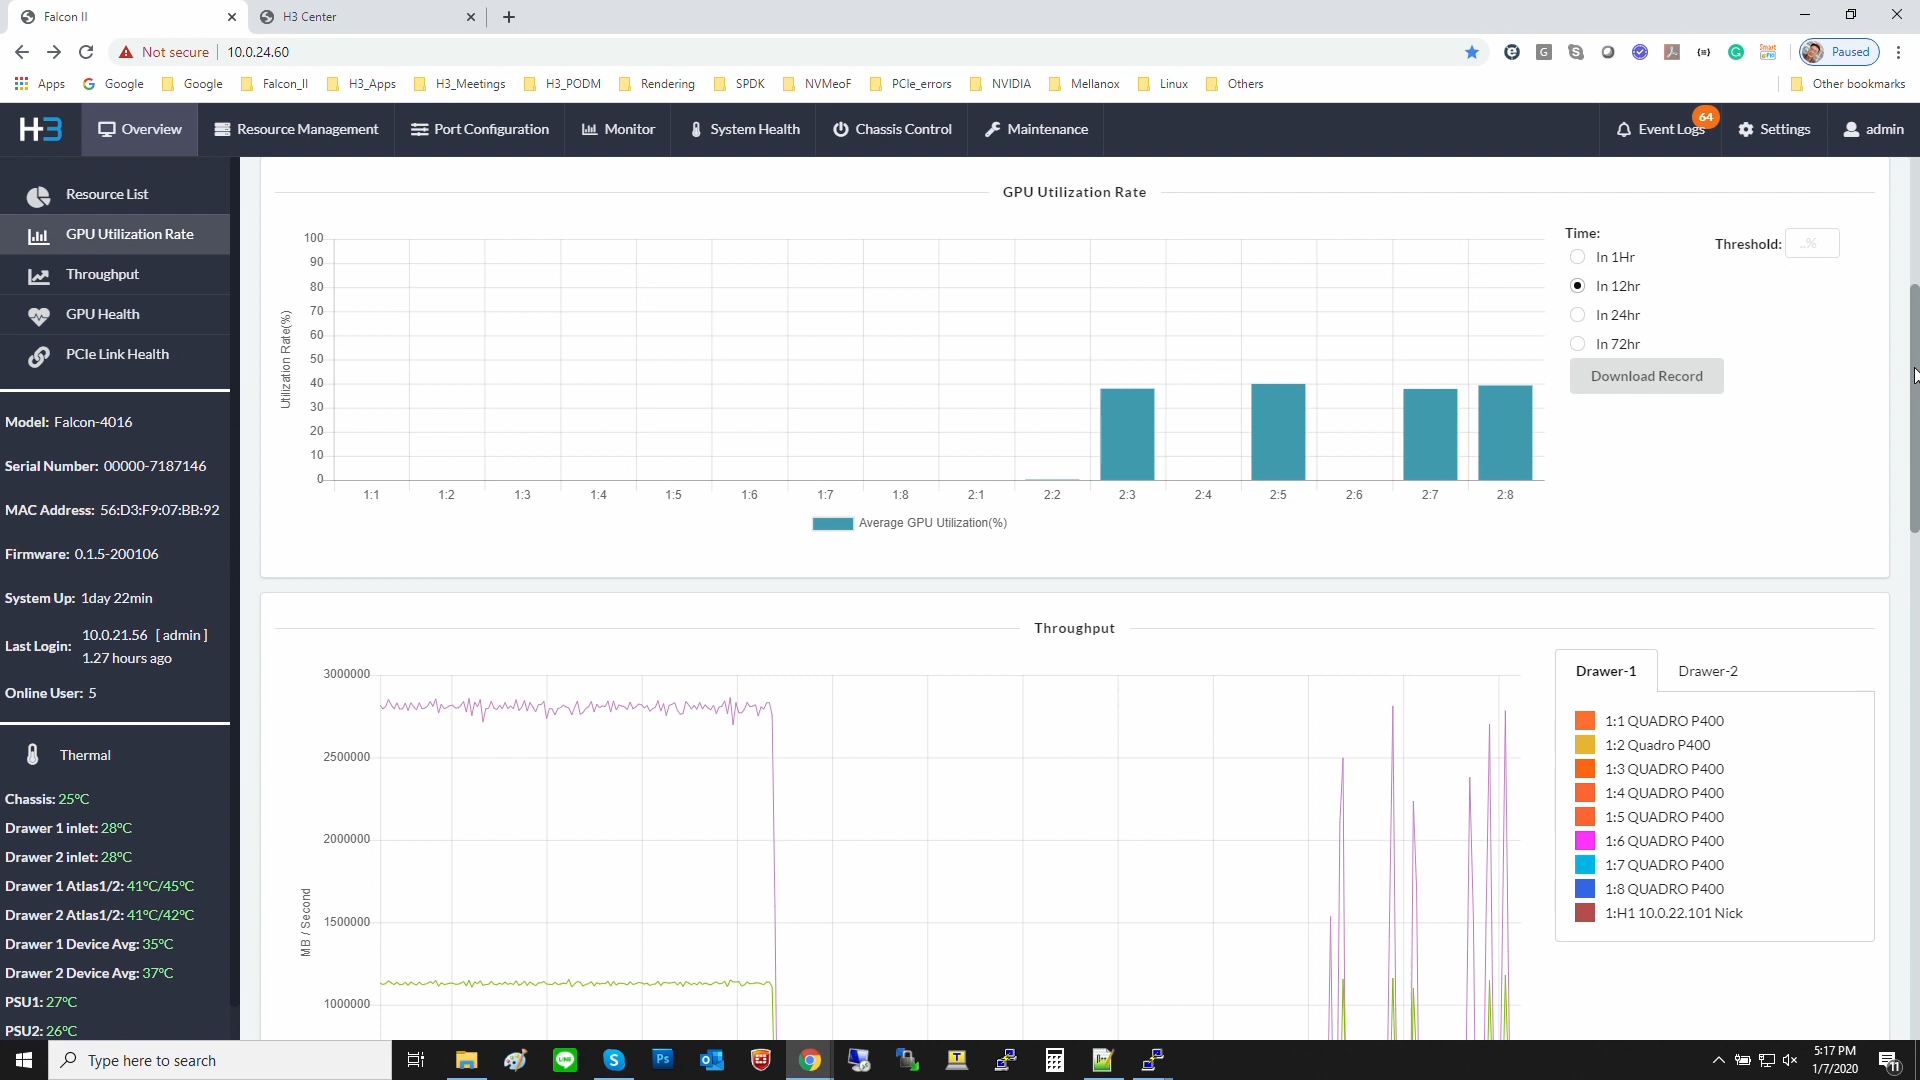 Falcon II
H3 Center
Not secure
10.0.24.60
Paused
Apps
Google
Google
Falcon_II
H3_Apps
H3_Meetings
H3_PODM
Rendering
SPDK
NVMeoF
PCIe_errors
NVIDIA
Mellanox
Linux
Others
Other bookmarks
H3
Overview
Resource Management
Port Configuration
Monitor
System Health
Chassis Control
Maintenance
Event Logs
64
Settings
admin
Resource List
GPU Utilization Rate
Throughput
GPU Health
PCIe Link Health
Model: Falcon-4016
Serial Number: 00000-7187146
MAC Address: 56:D3:F9:07:BB:92
Firmware: 0.1.5-200106
System Up: 1day 22min
Last Login: 10.0.21.56 [ admin ]
1.27 hours ago
Online User: 5
Thermal
Chassis: 25°C
Drawer 1 inlet: 28°C
Drawer 2 inlet: 28°C
Drawer 1 Atlas1/2: 41°C/45°C
Drawer 2 Atlas1/2: 41°C/42°C
Drawer 1 Device Avg: 35°C
Drawer 2 Device Avg: 37°C
PSU1: 27°C
PSU2: 26°C
GPU Utilization Rate
Utilization Rate(%)
100
90
80
70
60
50
40
30
20
10
0
1:1
1:2
1:3
1:4
1:5
1:6
1:7
1:8
2:1
2:2
2:3
2:4
2:5
2:6
2:7
2:8
Average GPU Utilization(%)
Time:
In 1Hr
In 12hr
In 24hr
In 72hr
Threshold:
..%
Download Record
Throughput
MB / Second
3000000
2500000
2000000
1500000
1000000
Drawer-1
Drawer-2
1:1 QUADRO P400
1:2 Quadro P400
1:3 QUADRO P400
1:4 QUADRO P400
1:5 QUADRO P400
1:6 QUADRO P400
1:7 QUADRO P400
1:8 QUADRO P400
1:H1 10.0.22.101 Nick
Type here to search
5:17 PM
1/7/2020
11